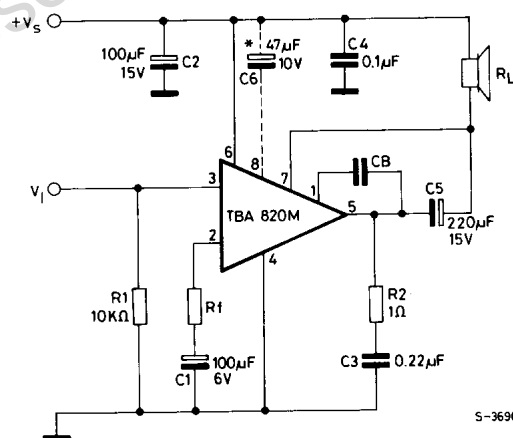 +Vs
100µF
15V
C2
*
47µF
10V
C6
C4
0.1µF
RL
6
8
7
1
CB
VI
3
TBA 820M
5
C5
220µF
15V
2
4
R1
10KΩ
Rf
R2
1Ω
100µF
6V
C1
C3
0.22µF
S-3690